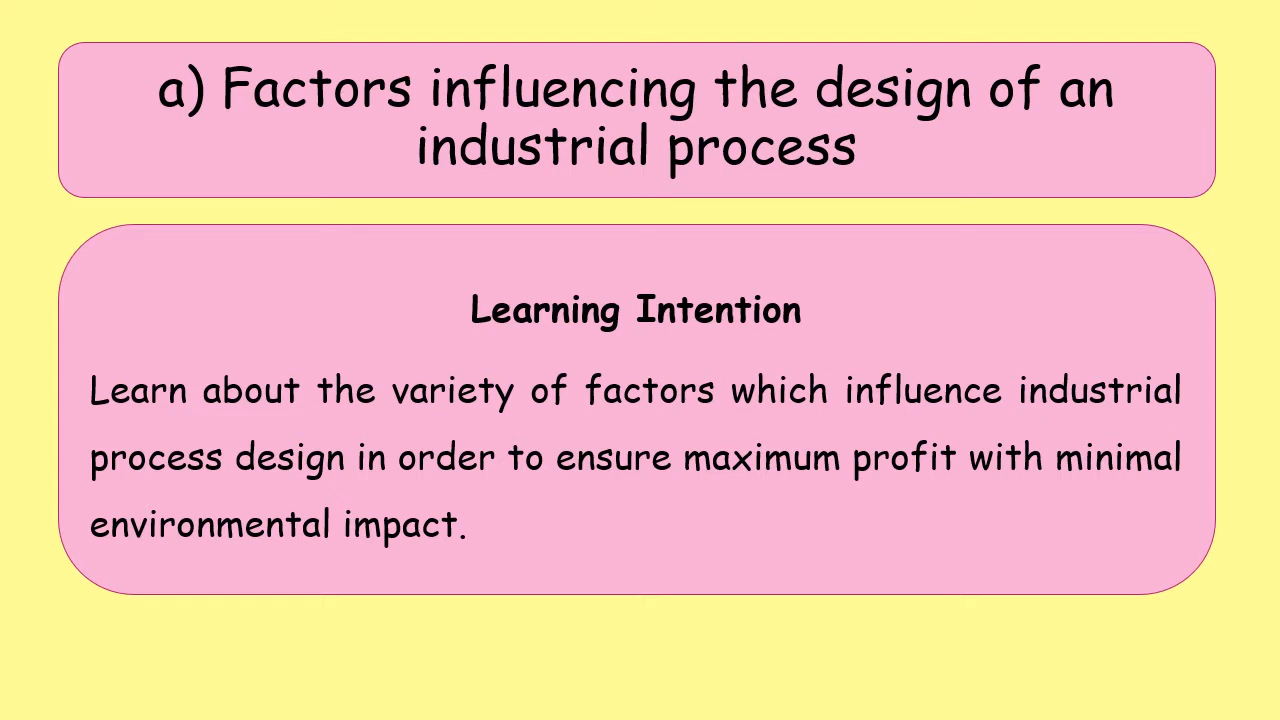 a) Factors influencing the design of an
industrial process
Learning Intention
Learn about the variety of factors which influence industrial
process design in order to ensure maximum profit with minimal
environmental impact.